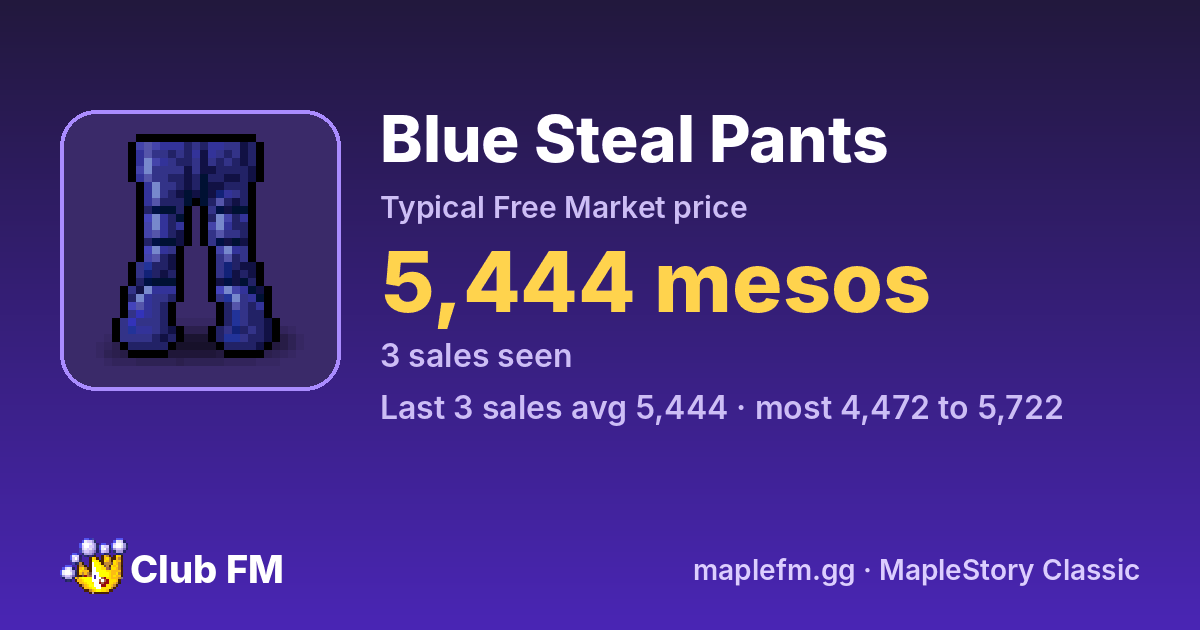 Blue Steal Pants
Typical Free Market price
5,444 mesos
3 sales seen
Last 3 sales avg 5,444 · most 4,472 to 5,722
Club FM
maplefm.gg · MapleStory Classic